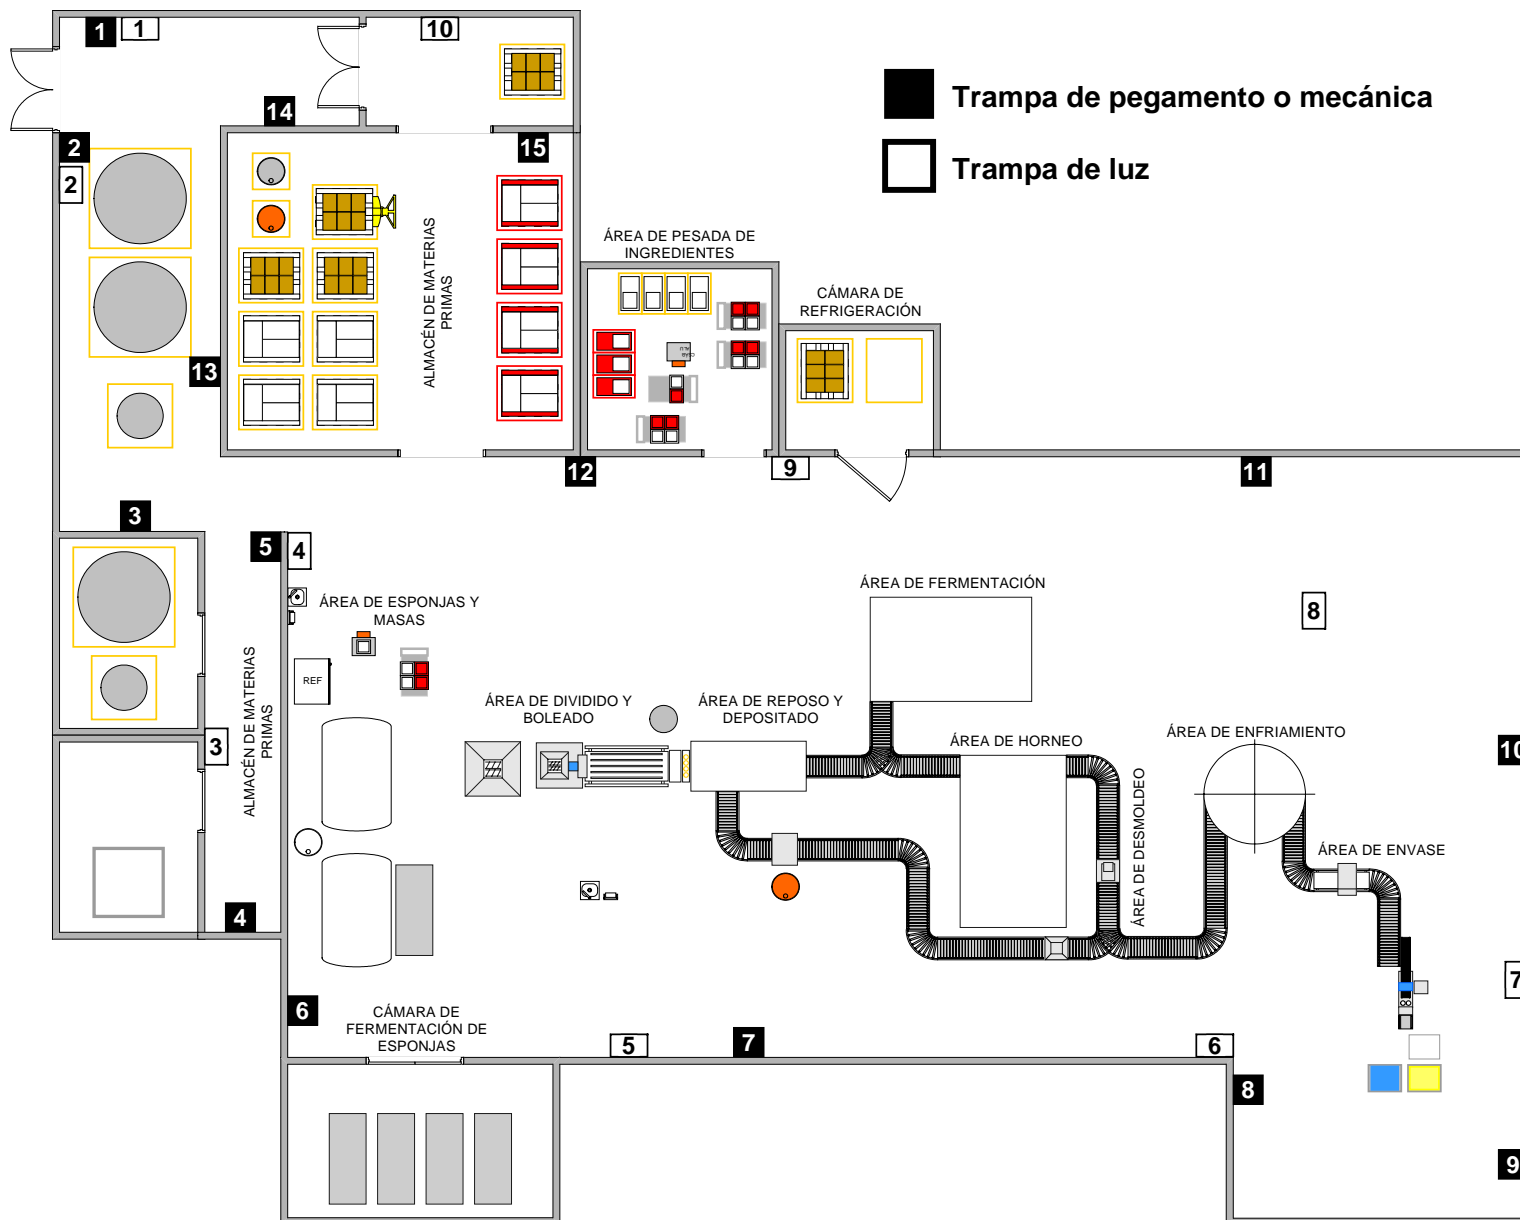 1
1
10
14
2
2
15
Trampa de pegamento o mecánica
Trampa de luz
ALMACÉN DE MATERIAS
PRIMAS
ÁREA DE PESADA DE
INGREDIENTES
CÁMARA DE
REFRIGERACIÓN
13
12
9
11
3
5
4
ÁREA DE ESPONJAS Y
MASAS
REF
ALMACÉN DE MATERIAS
PRIMAS
3
4
ÁREA DE FERMENTACIÓN
8
ÁREA DE DIVIDIDO Y
BOLEADO
ÁREA DE REPOSO Y
DEPOSITADO
ÁREA DE HORNEO
ÁREA DE DESMOLDEO
ÁREA DE ENFRIAMIENTO
10
ÁREA DE ENVASE
7
6
CÁMARA DE
FERMENTACIÓN DE
ESPONJAS
5
7
6
8
9